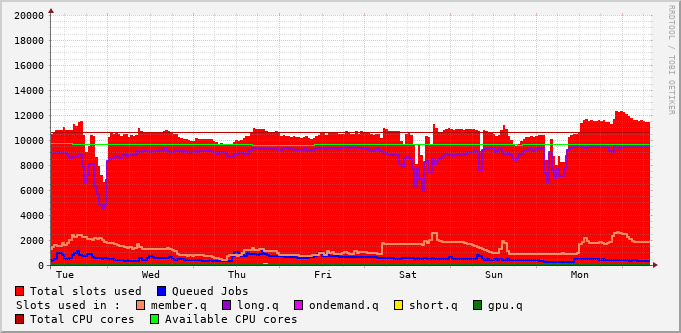 20000
18000
16000
14000
12000
10000
8000
6000
4000
2000
0
Tue Wed Thu Fri Sat Sun Mon
RRDTOOL / TOBI OETIKER
Total slots used Queued Jobs
Slots used in : member.q long.q ondemand.q short.q gpu.q
Total CPU cores Available CPU cores